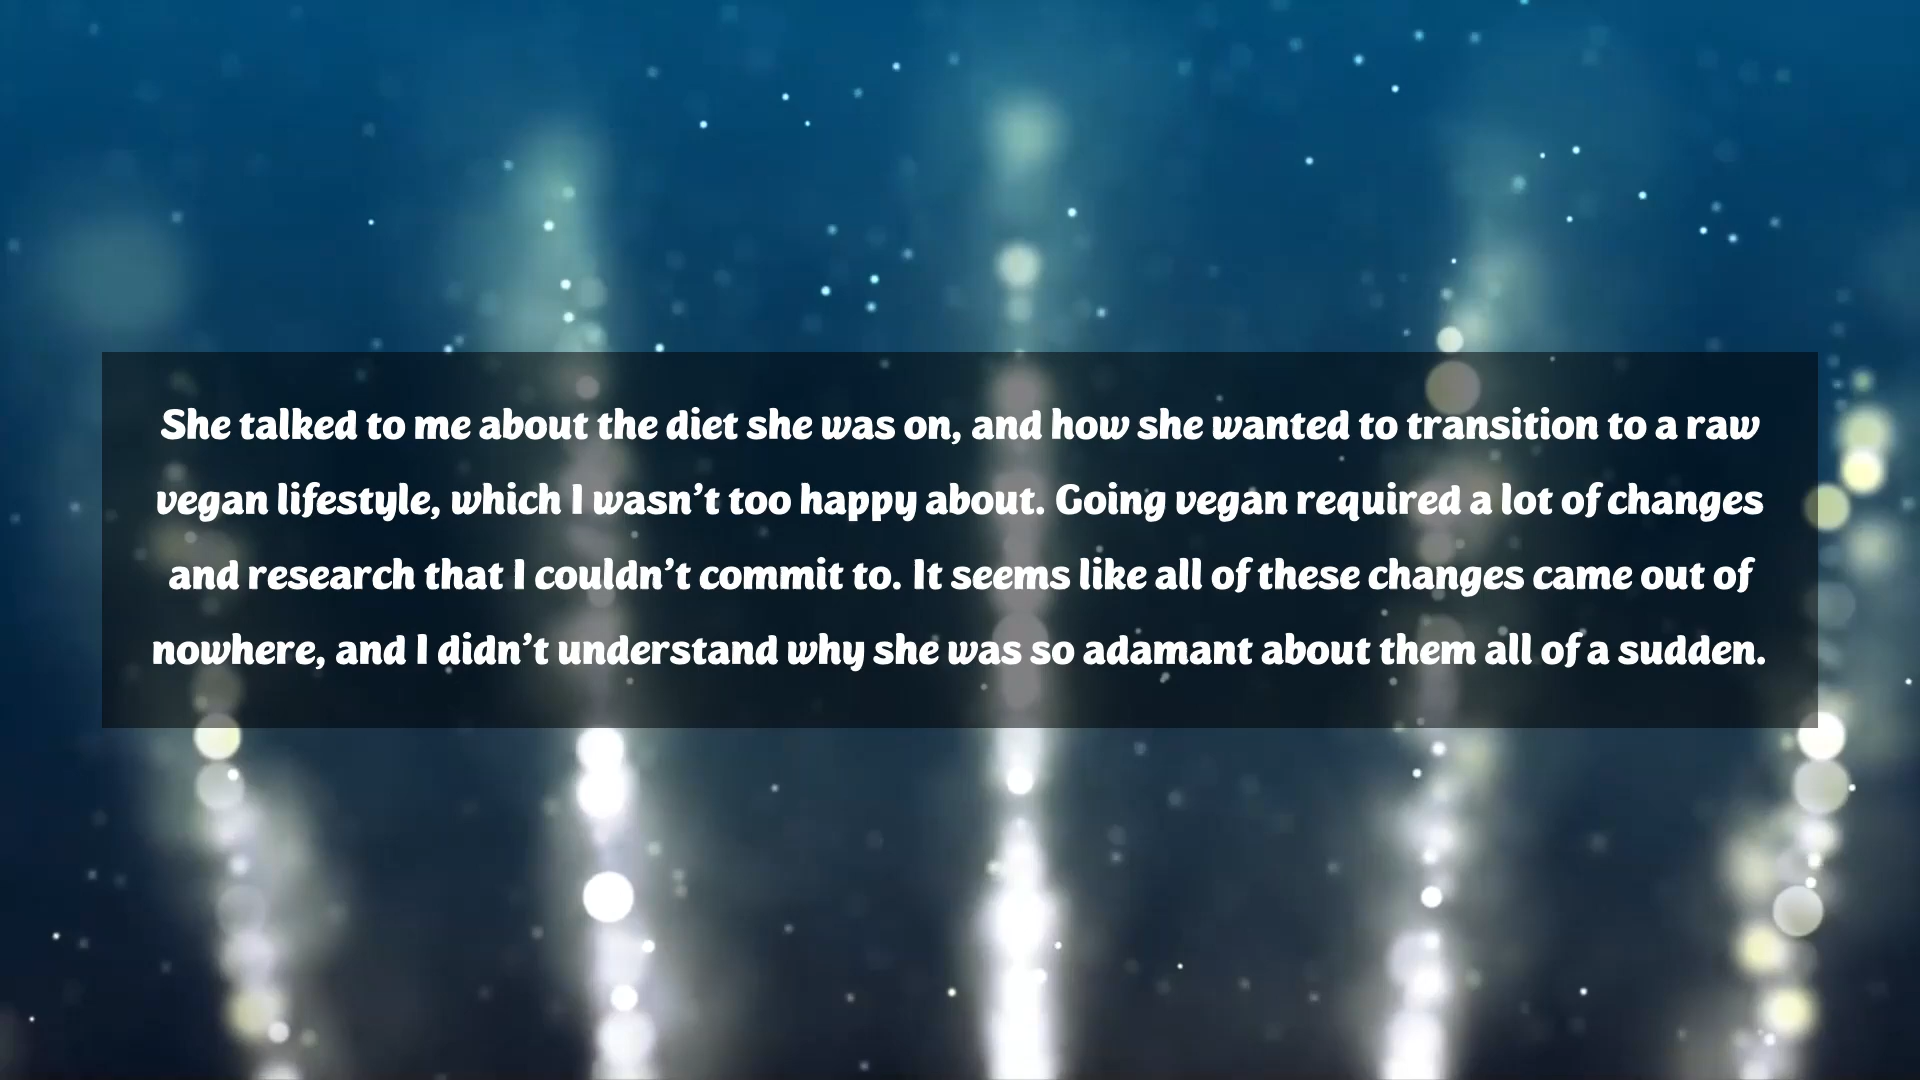 She talked to me about the diet she was on, and how she wanted to transition to a raw
vegan lifestyle, which I wasn’t too happy about. Going vegan required a lot of changes
and research that I couldn’t commit to. It seems like all of these changes came out of
nowhere, and I didn’t understand why she was so adamant about them all of a sudden.